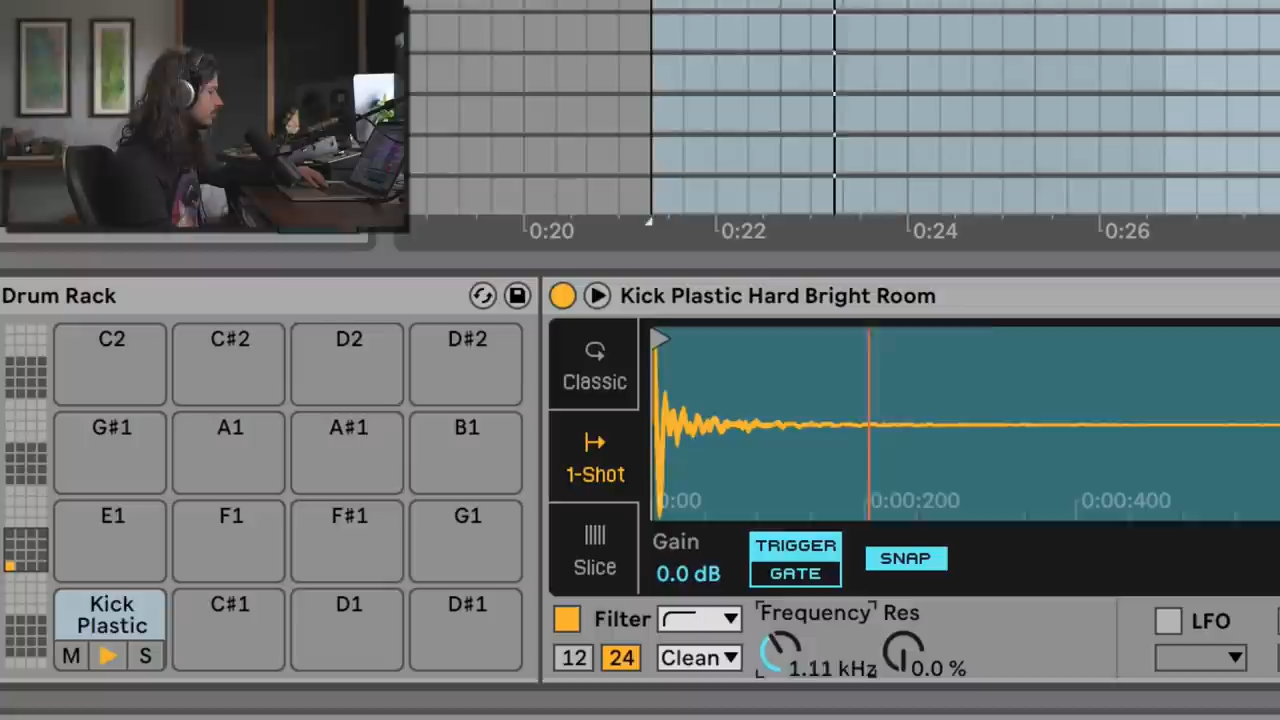 0:20
0:22
0:24
0:26
Drum Rack
Kick Plastic Hard Bright Room
C2
C#2
D2
D#2
G#1
A1
A#1
B1
E1
F1
F#1
G1
Kick
Plastic
M
S
C#1
D1
D#1
Classic
1-Shot
Slice
0:00
0:00:200
0:00:400
Gain
0.0 dB
TRIGGER
GATE
SNAP
Filter
Frequency
Res
LFO
12
24
Clean
1.11 kHz
0.0 %